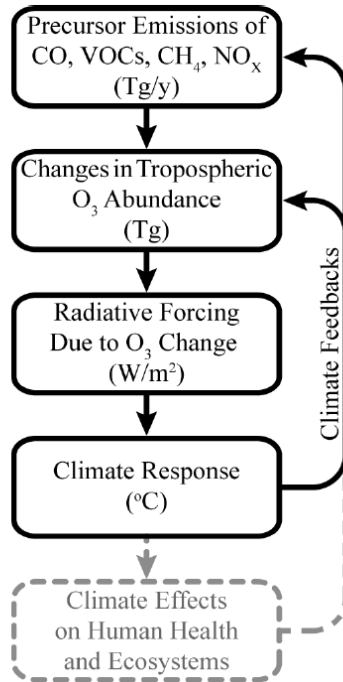 Precursor Emissions of
CO, VOCs, CH₄, NOₓ
(Tg/y)
Changes in Tropospheric
O₃ Abundance
(Tg)
Radiative Forcing
Due to O₃ Change
(W/m²)
Climate Response
(°C)
Climate Effects
on Human Health
and Ecosystems
Climate Feedbacks